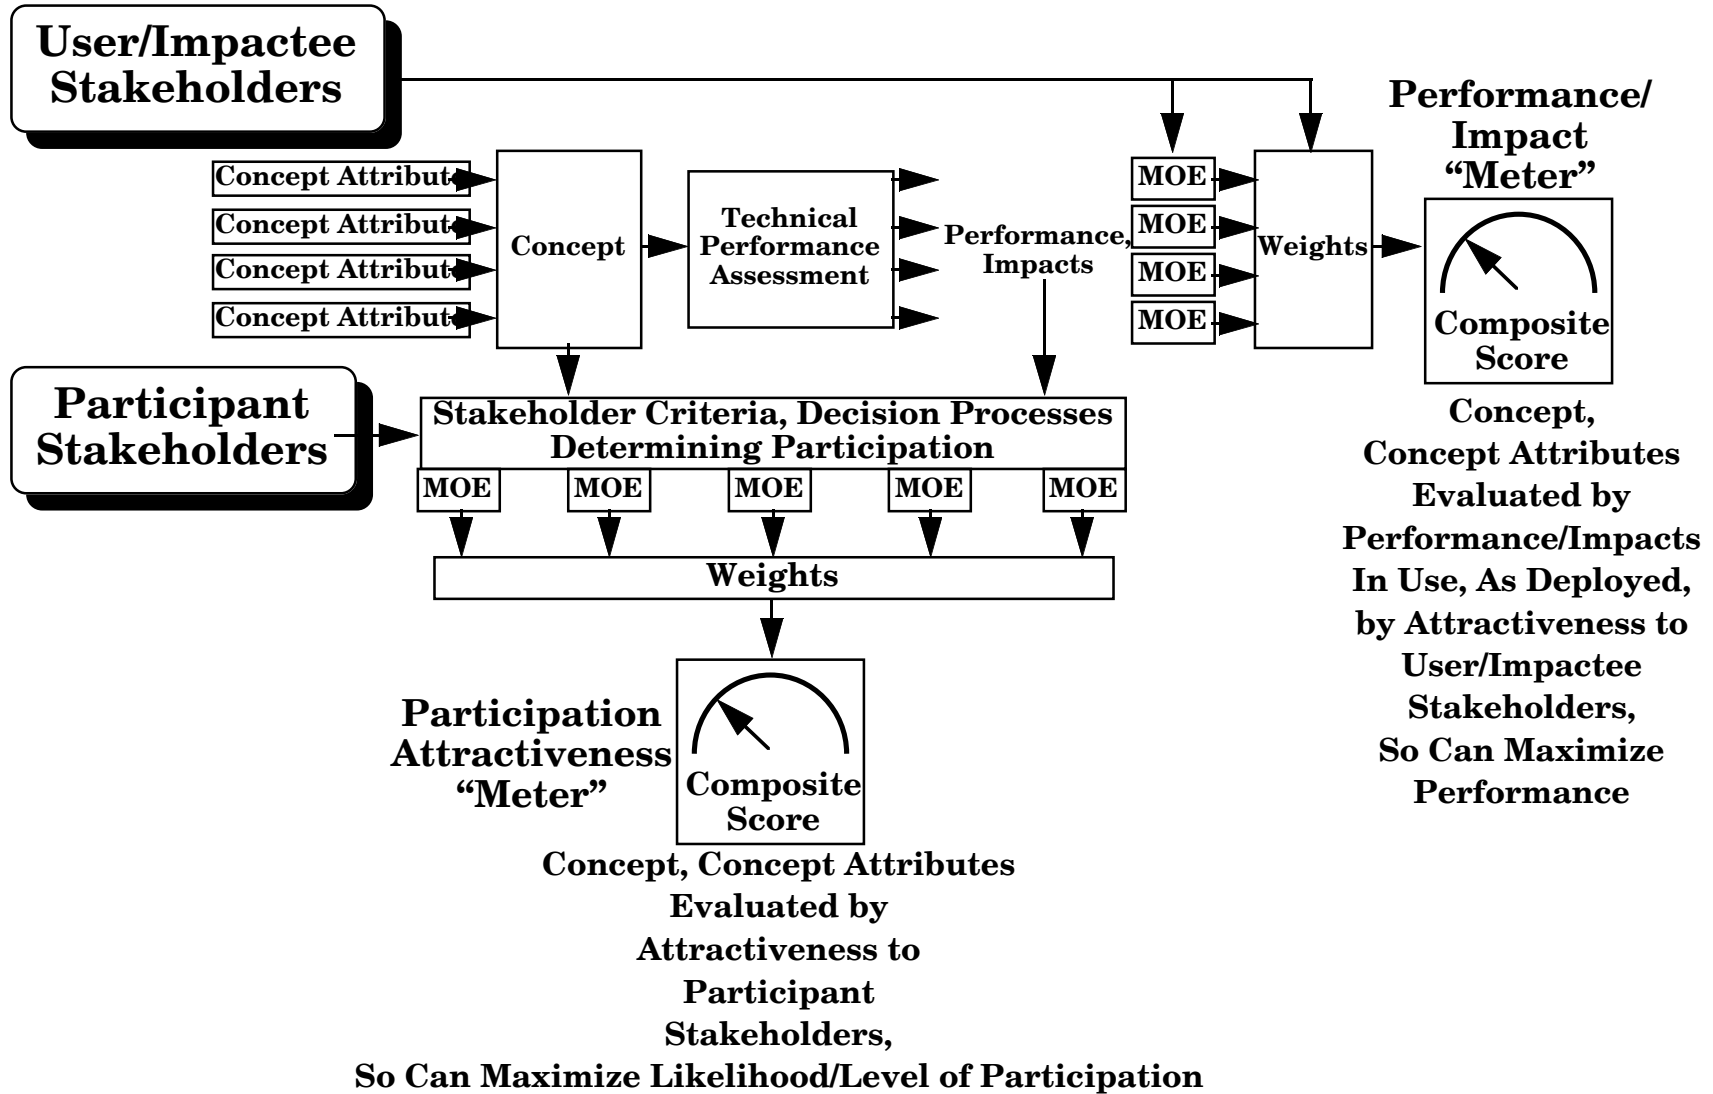 User/Impactee
Stakeholders
Performance/
Impact
“Meter”
Concept Attribute
Concept Attribute
Concept Attribute
Concept Attribute
Concept
Technical
Performance
Assessment
Performance,
Impacts
MOE
MOE
MOE
MOE
Weights
Composite
Score
Participant
Stakeholders
Stakeholder Criteria, Decision Processes
Determining Participation
MOE
MOE
MOE
MOE
MOE
Weights
Participation
Attractiveness
“Meter”
Composite
Score
Concept,
Concept Attributes
Evaluated by
Performance/Impacts
In Use, As Deployed,
by Attractiveness to
User/Impactee
Stakeholders,
So Can Maximize
Performance
Concept, Concept Attributes
Evaluated by
Attractiveness to
Participant
Stakeholders,
So Can Maximize Likelihood/Level of Participation